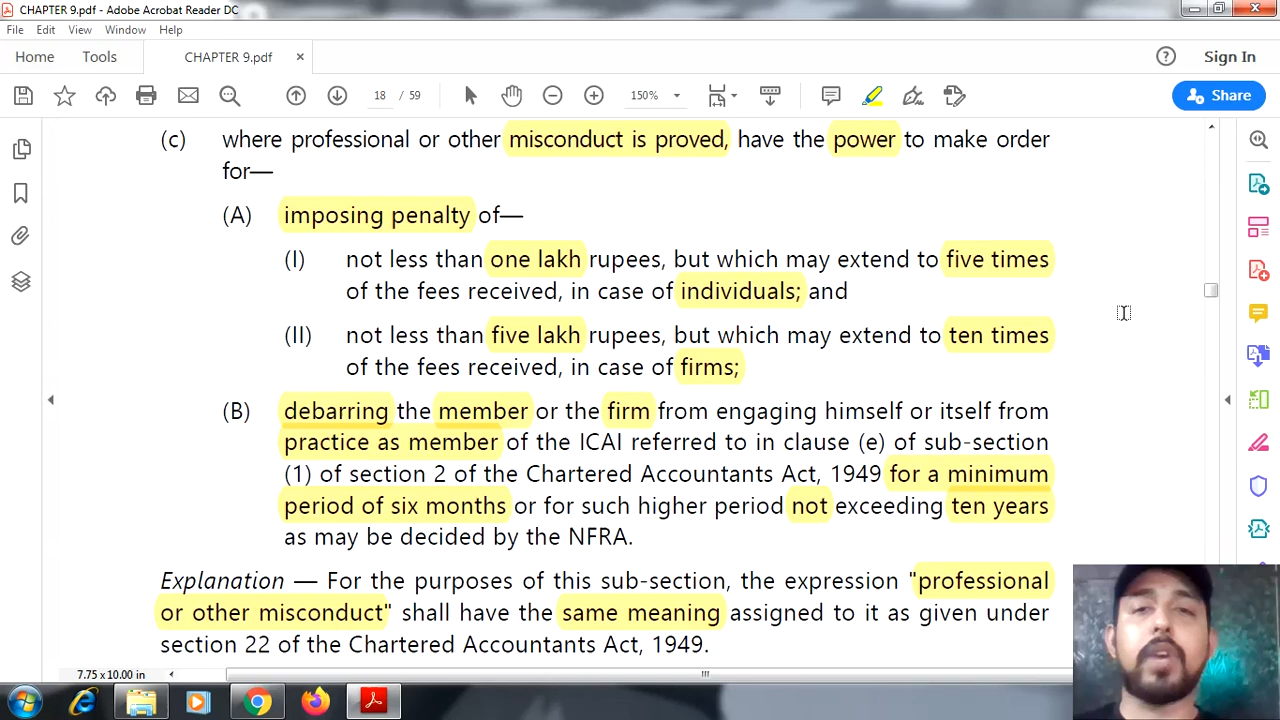 CHAPTER 9.pdf - Adobe Acrobat Reader DC
File Edit View Window Help
Home Tools CHAPTER 9.pdf × Sign In
18 / 59 150% Share
(c) where professional or other misconduct is proved, have the power to make order
for—
(A) imposing penalty of—
(I) not less than one lakh rupees, but which may extend to five times
of the fees received, in case of individuals; and
(II) not less than five lakh rupees, but which may extend to ten times
of the fees received, in case of firms;
(B) debarring the member or the firm from engaging himself or itself from
practice as member of the ICAI referred to in clause (e) of sub-section
(1) of section 2 of the Chartered Accountants Act, 1949 for a minimum
period of six months or for such higher period not exceeding ten years
as may be decided by the NFRA.
Explanation — For the purposes of this sub-section, the expression "professional
or other misconduct" shall have the same meaning assigned to it as given under
section 22 of the Chartered Accountants Act, 1949.
7.75 x 10.00 in